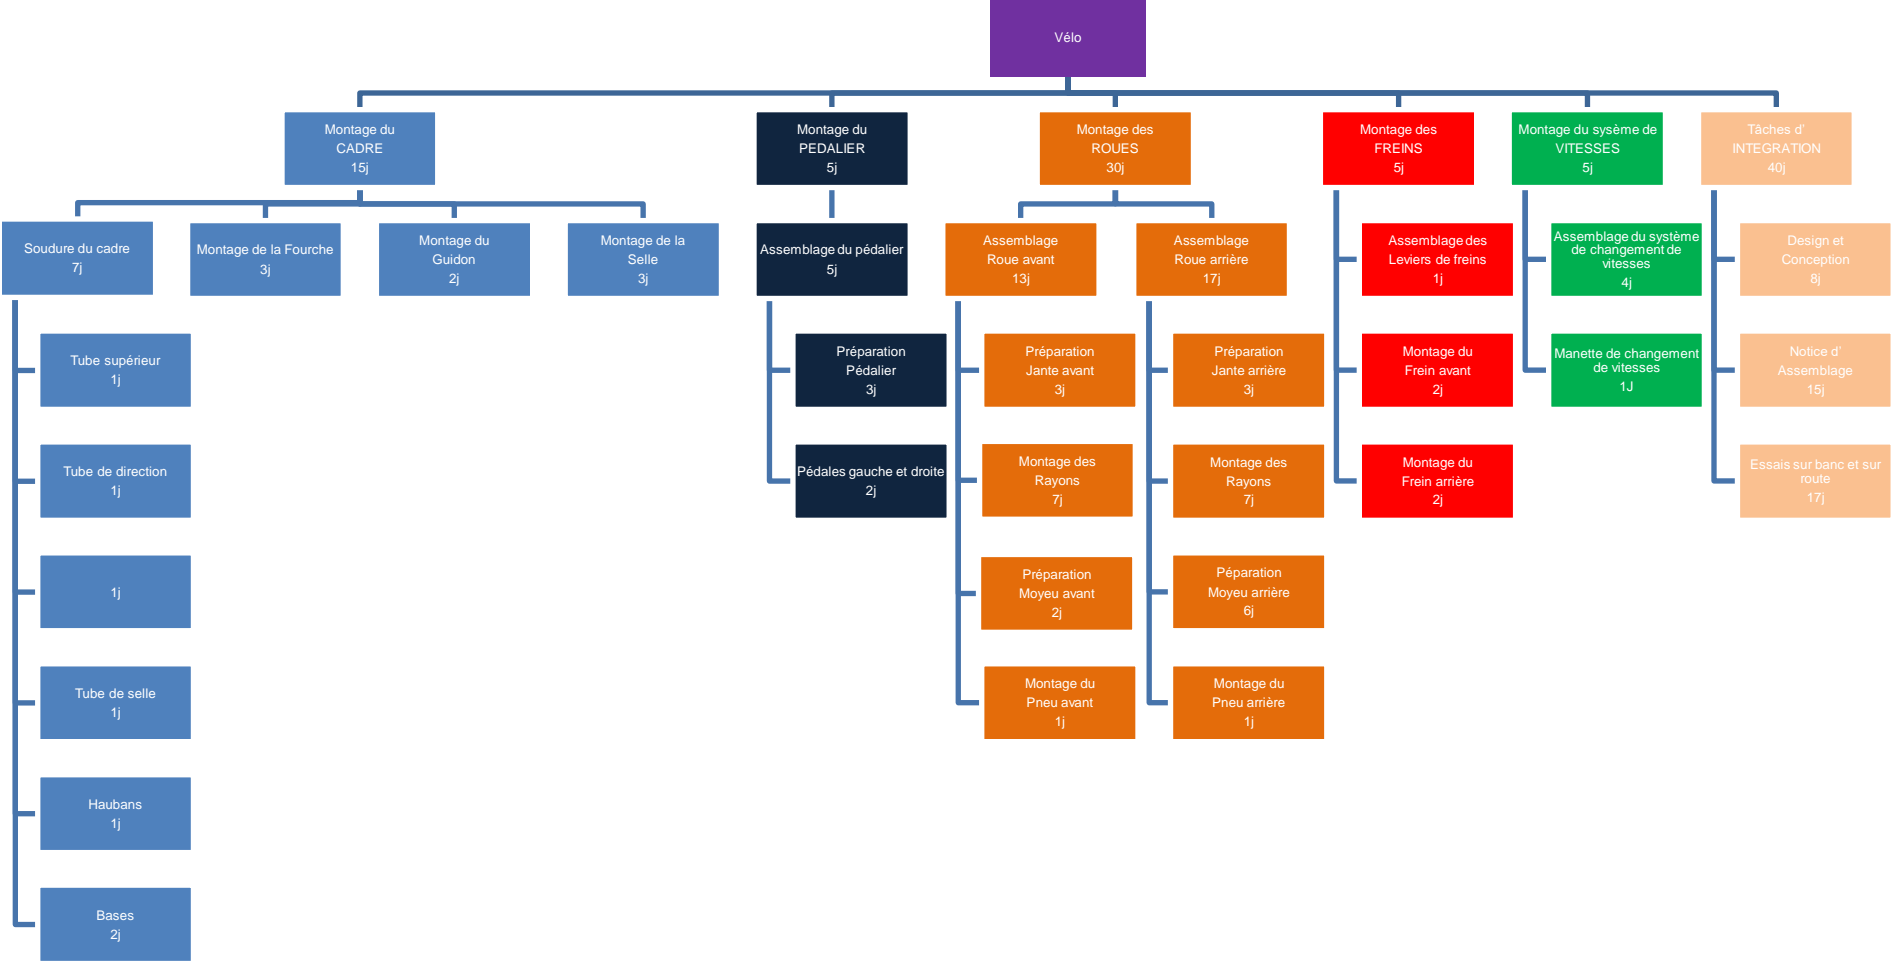 Vélo
Montage du
CADRE
15j
Montage du
PEDALIER
5j
Montage des
ROUES
30j
Montage des
FREINS
5j
Montage du sysème de
VITESSES
5j
Tâches d'
INTEGRATION
40j
Soudure du cadre
7j
Montage de la Fourche
3j
Montage du
Guidon
2j
Montage de la
Selle
3j
Assemblage du pédalier
5j
Assemblage
Roue avant
13j
Assemblage
Roue arrière
17j
Assemblage des
Leviers de freins
1j
Assemblage du système
de changement de
vitesses
4j
Design et
Conception
8j
Tube supérieur
1j
Préparation
Pédalier
3j
Préparation
Jante avant
3j
Préparation
Jante arrière
3j
Montage du
Frein avant
2j
Manette de changement
de vitesses
1J
Notice d'
Assemblage
15j
Tube de direction
1j
Pédales gauche et droite
2j
Montage des
Rayons
7j
Montage des
Rayons
7j
Montage du
Frein arrière
2j
Essais sur banc et sur
route
17j
1j
Préparation
Moyeu avant
2j
Péparation
Moyeu arrière
6j
Tube de selle
1j
Montage du
Pneu avant
1j
Montage du
Pneu arrière
1j
Haubans
1j
Bases
2j